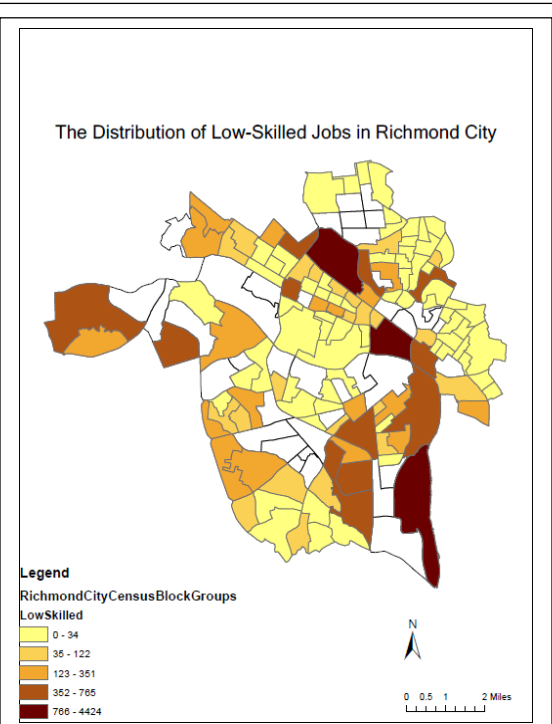 The Distribution of Low-Skilled Jobs in Richmond City
Legend
RichmondCityCensusBlockGroups
LowSkilled
0 - 34
35 - 122
123 - 351
352 - 765
766 - 4424
N
0 0.5 1 2 Miles